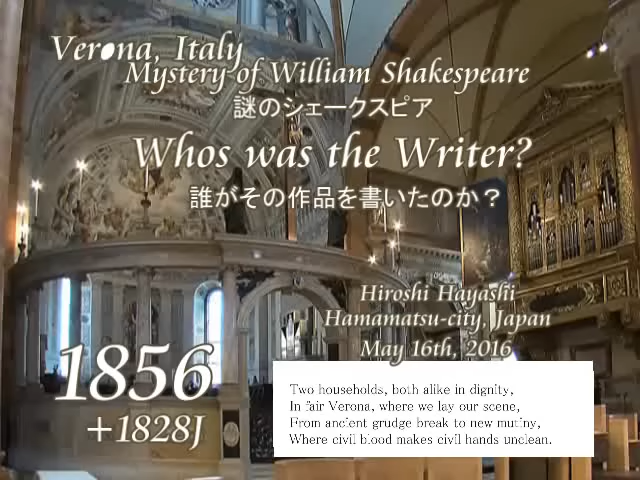 Verona, Italy
Mystery of William Shakespeare
謎のシェークスピア
Whos was the Writer?
誰がその作品を書いたのか？
Hiroshi Hayashi
Hamamatsu-city, Japan
May 16th, 2016
1856
+1828J
Two households, both alike in dignity,
In fair Verona, where we lay our scene,
From ancient grudge break to new mutiny,
Where civil blood makes civil hands unclean.